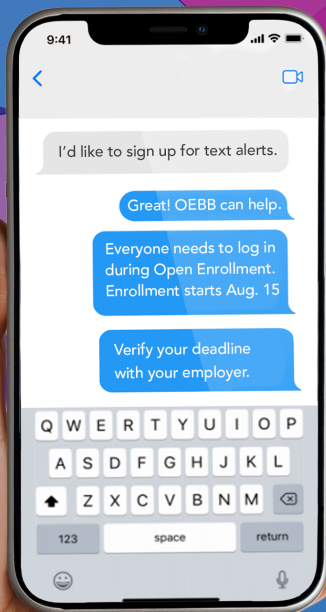 9:41
I'd like to sign up for text alerts.
Great! OEBB can help.
Everyone needs to log in
during Open Enrollment.
Enrollment starts Aug. 15
Verify your deadline
with your employer.
Q W E R T Y U I O P
A S D F G H J K L
Z X C V B N M
123 space return